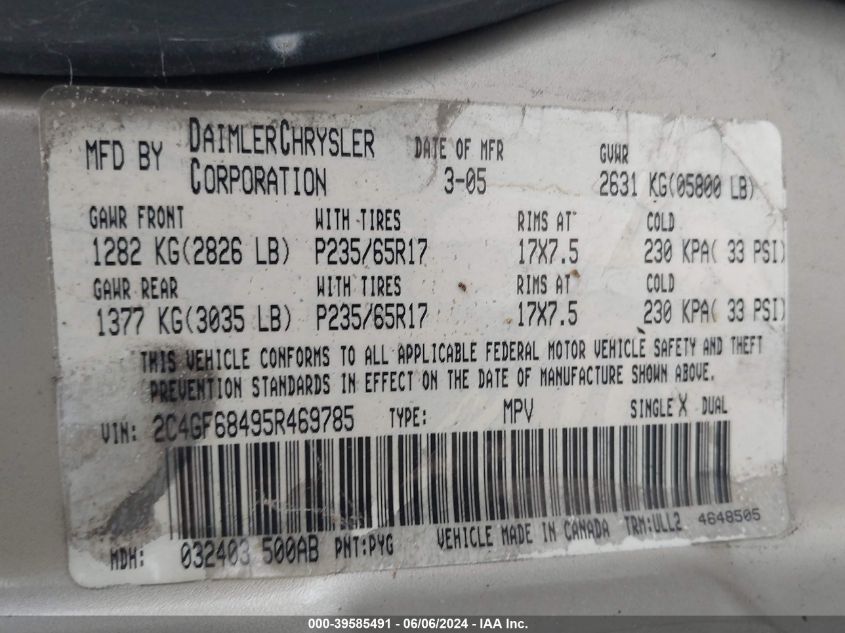 MFD BY DAIMLERCHRYSLER CORPORATION DATE OF MFR 3-05 GVWR 2631 KG(05800 LB)
GAWR FRONT WITH TIRES RIMS AT COLD
1282 KG(2826 LB) P235/65R17 17X7.5 230 KPA( 33 PSI)
GAWR REAR WITH TIRES RIMS AT COLD
1377 KG(3035 LB) P235/65R17 17X7.5 230 KPA( 33 PSI)
THIS VEHICLE CONFORMS TO ALL APPLICABLE FEDERAL MOTOR VEHICLE SAFETY AND THEFT
PREVENTION STANDARDS IN EFFECT ON THE DATE OF MANUFACTURE SHOWN ABOVE.
VIN: 2C4GF68495R469785 TYPE: MPV SINGLE X DUAL
MDH: 032403 500AB PNT:PYG VEHICLE MADE IN CANADA TRM:VLL2 4648505
000-39585491 - 06/06/2024 - IAA Inc.